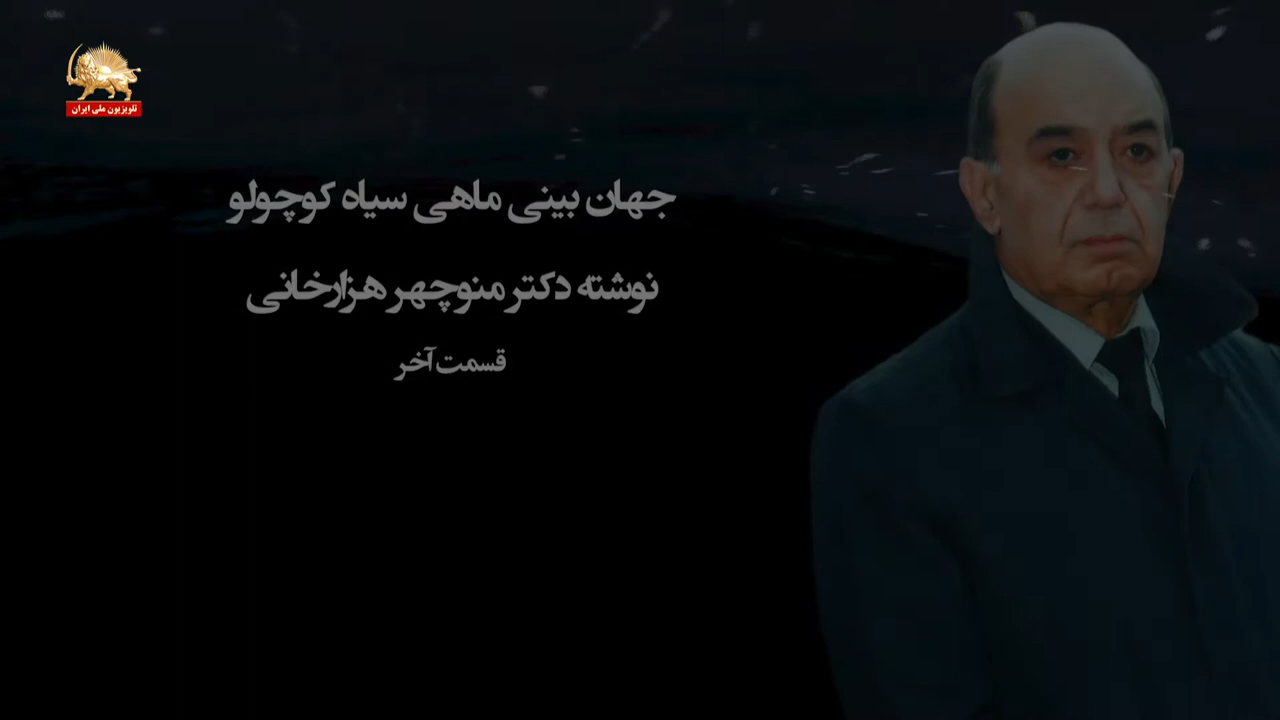 تلویزیون ملی ایران
جهان بینی ماهی سیاه کوچولو
نوشته دکتر منوچهر هزارخانی
قسمت آخر